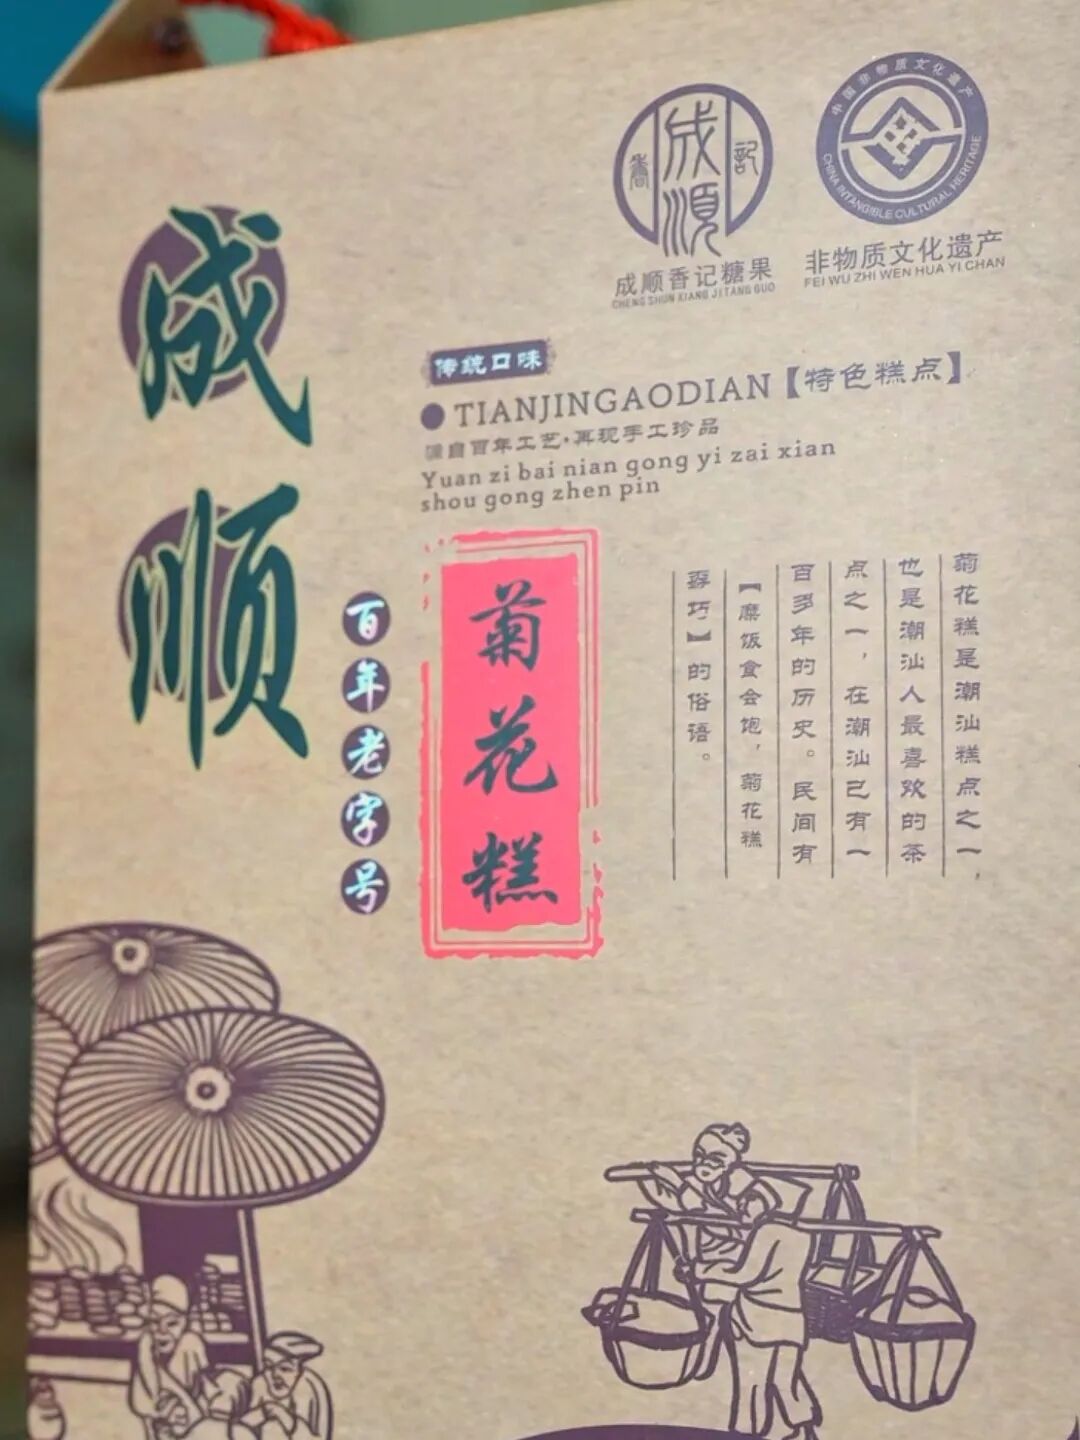 成顺
百年老字号
香 成順 記
成顺香记糖果
CHENG SHUN XIANG JI TANG GUO
中国非物质文化遗产
CHINA INTANGIBLE CULTURAL HERITAGE
非物质文化遗产
FEI WU ZHI WEN HUA YI CHAN
传统口味
TIANJINGAODIAN【特色糕点】
源自百年工艺·再现手工珍品
Yuan zi bai nian gong yi zai xian
shou gong zhen pin
菊花糕
菊花糕是潮汕糕点之一，
也是潮汕人最喜欢的茶
点之一，在潮汕已有一
百多年的历史。民间有
【糜饭食会饱，菊花糕
孬巧】的俗语。